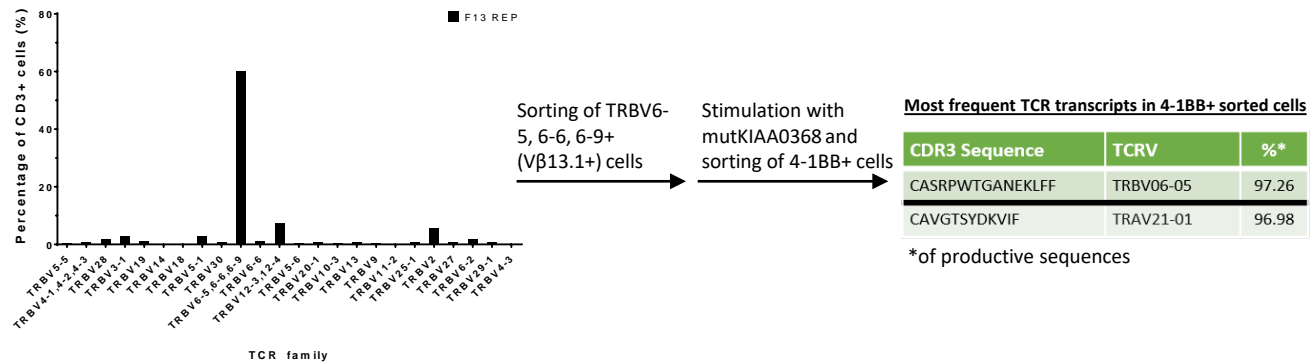 80
60
40
20
0
Percentage of CD3+ cells (%)
F13 REP
TRBV5-5
TRBV4-1,4-2,4-3
TRBV28
TRBV3-1
TRBV19
TRBV14
TRBV18
TRBV5-1
TRBV30
TRBV6-5,6-6,6-9
TRBV6-6
TRBV12-3,12-4
TRBV5-6
TRBV20-1
TRBV10-3
TRBV13
TRBV9
TRBV11-2
TRBV25-1
TRBV2
TRBV27
TRBV6-2
TRBV29-1
TRBV4-3
TCR family
Sorting of TRBV6-
5, 6-6, 6-9+
(Vβ13.1+) cells
Stimulation with
mutKIAA0368 and
sorting of 4-1BB+ cells
Most frequent TCR transcripts in 4-1BB+ sorted cells
CDR3 Sequence TCRV %*
CASRPWTGANEKLFF TRBV06-05 97.26
CAVGTSYDKVIF TRAV21-01 96.98
*of productive sequences